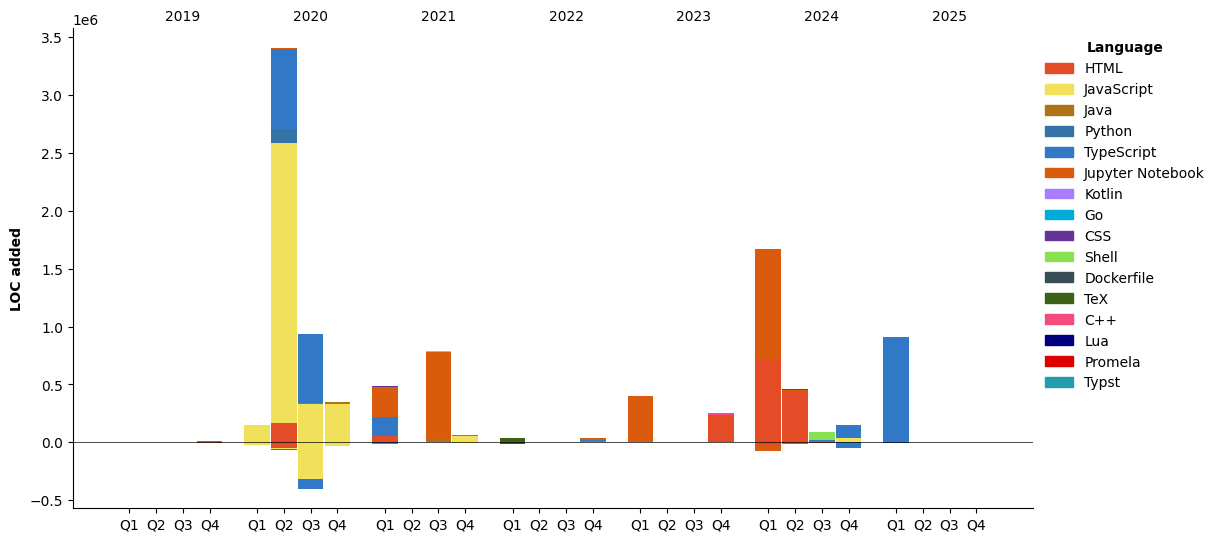 2019 2020 2021 2022 2023 2024 2025
1e6
3.5
3.0
2.5
2.0
1.5
1.0
0.5
0.0
−0.5
LOC added
Q1 Q2 Q3 Q4 Q1 Q2 Q3 Q4 Q1 Q2 Q3 Q4 Q1 Q2 Q3 Q4 Q1 Q2 Q3 Q4 Q1 Q2 Q3 Q4 Q1 Q2 Q3 Q4
Language
HTML
JavaScript
Java
Python
TypeScript
Jupyter Notebook
Kotlin
Go
CSS
Shell
Dockerfile
TeX
C++
Lua
Promela
Typst